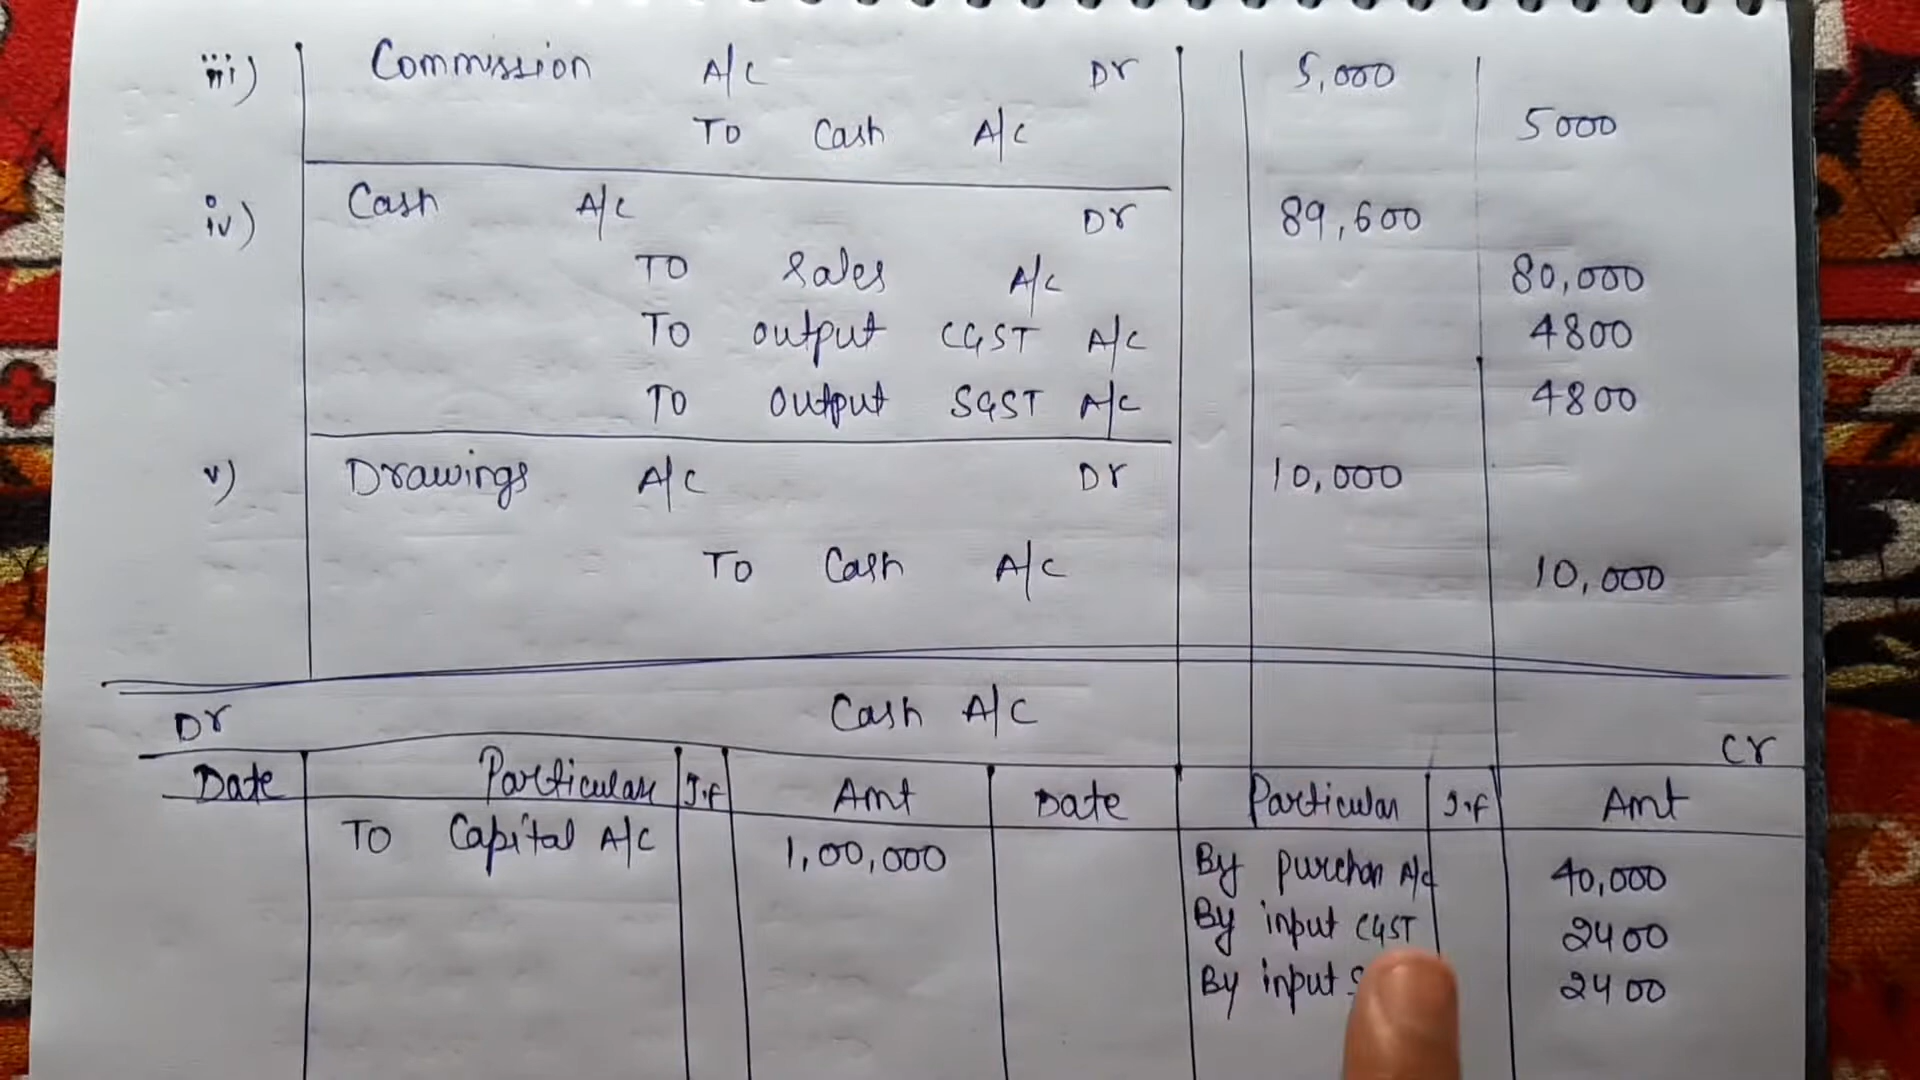 iii) Commission A/C Dr 5,000
To Cash A/C 5000
iv) Cash A/C Dr 89,600
To Sales A/C 80,000
To output CGST A/C 4800
To output SGST A/C 4800
v) Drawings A/C Dr 10,000
To Cash A/C 10,000
Dr Cash A/C Cr
Date Particulars J.F Amt Date Particular J.F Amt
To Capital A/C 1,00,000 By purchase A/C 40,000
By input CGST 2400
By input 2400